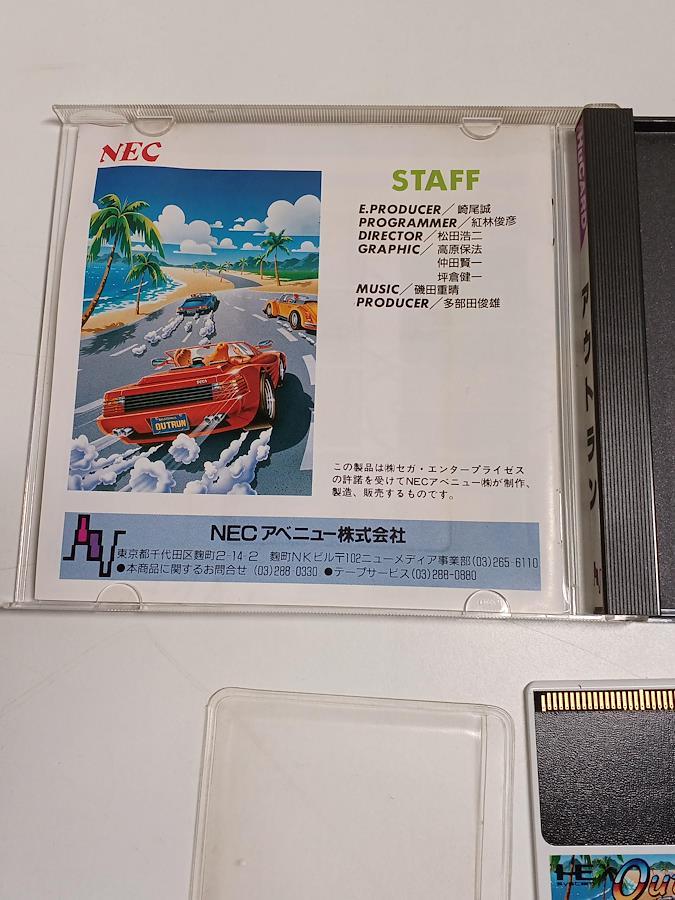 NEC
STAFF
E.PRODUCER/崎尾誠
PROGRAMMER/紅林俊彦
DIRECTOR/松田浩二
GRAPHIC/高原保法
仲田賢一
坪倉健一
MUSIC/磯田重晴
PRODUCER/多部田俊雄
OUTRUN
この製品は㈱セガ・エンタープライゼス
の許諾を受けてNECアベニュー㈱が制作、
製造、販売するものです。
NECアベニュー株式会社
東京都千代田区麹町2-14-2 麹町NKビル〒102ニューメディア事業部(03)265-6110
●本商品に関するお問合せ (03)288-0330 ●テープサービス(03)288-0880
HuCARD
アウトラン
HE
SYSTEM
Out